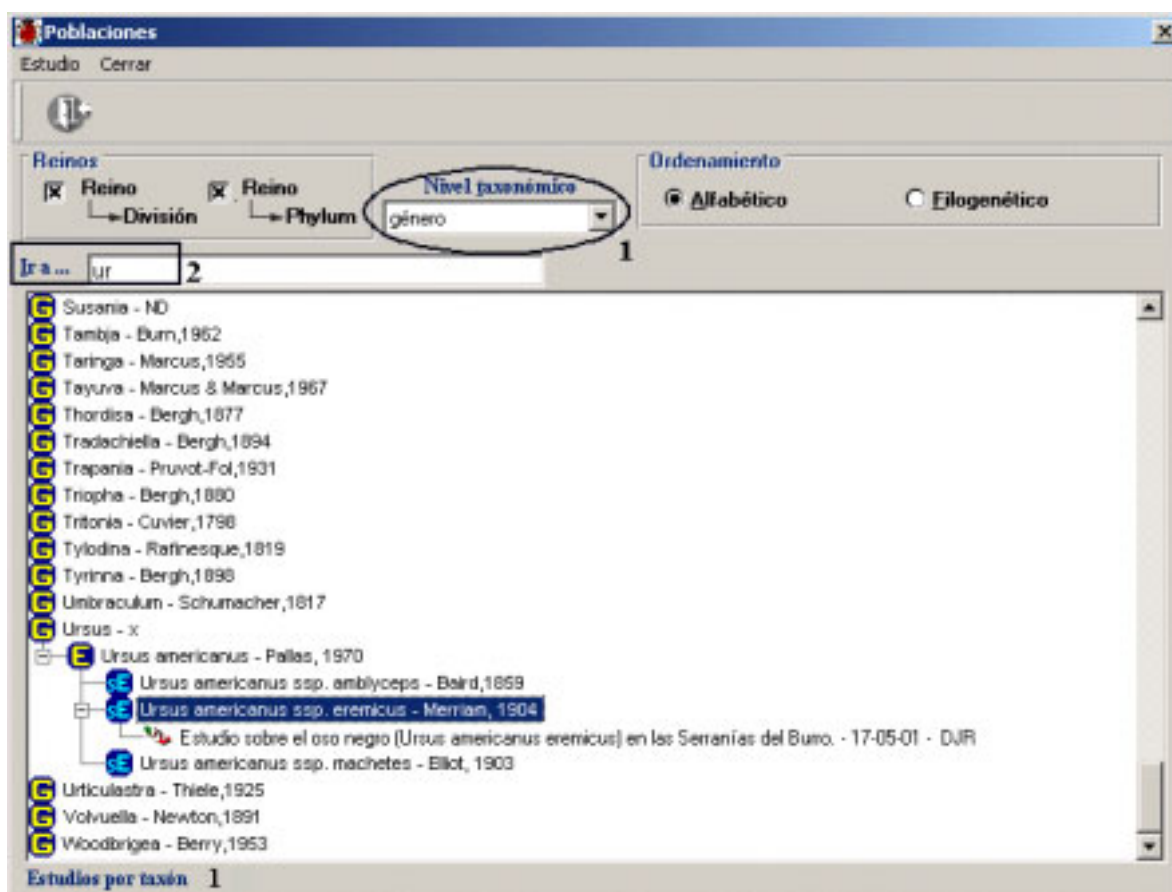 Poblaciones
Estudio Cerrar
Reinos
Reino
División
Reino
Phylum
Nivel taxonómico
género
1
Ordenamiento
Alfabético
Filogenético
Ir a ... ur 2
G Susania - ND
G Tambja - Burn,1962
G Taringa - Marcus,1955
G Tayuva - Marcus & Marcus,1967
G Thordisa - Bergh,1877
G Tradachiella - Bergh,1894
G Trapania - Pruvot-Fol,1931
G Triopha - Bergh,1880
G Tritonia - Cuvier,1798
G Tylodina - Rafinesque,1819
G Tyrinna - Bergh,1898
G Umbraculum - Schumacher,1817
G Ursus - x
E Ursus americanus - Pallas, 1970
sE Ursus americanus ssp. amblyceps - Baird,1859
sE Ursus americanus ssp. eremicus - Merriam, 1904
Estudio sobre el oso negro (Ursus americanus eremicus) en las Serranías del Burro. - 17-05-01 - DJR
sE Ursus americanus ssp. machetes - Elliot, 1903
G Urticulastra - Thiele,1925
G Volvuella - Newton,1891
G Woodbrigea - Berry,1953
Estudios por taxón 1